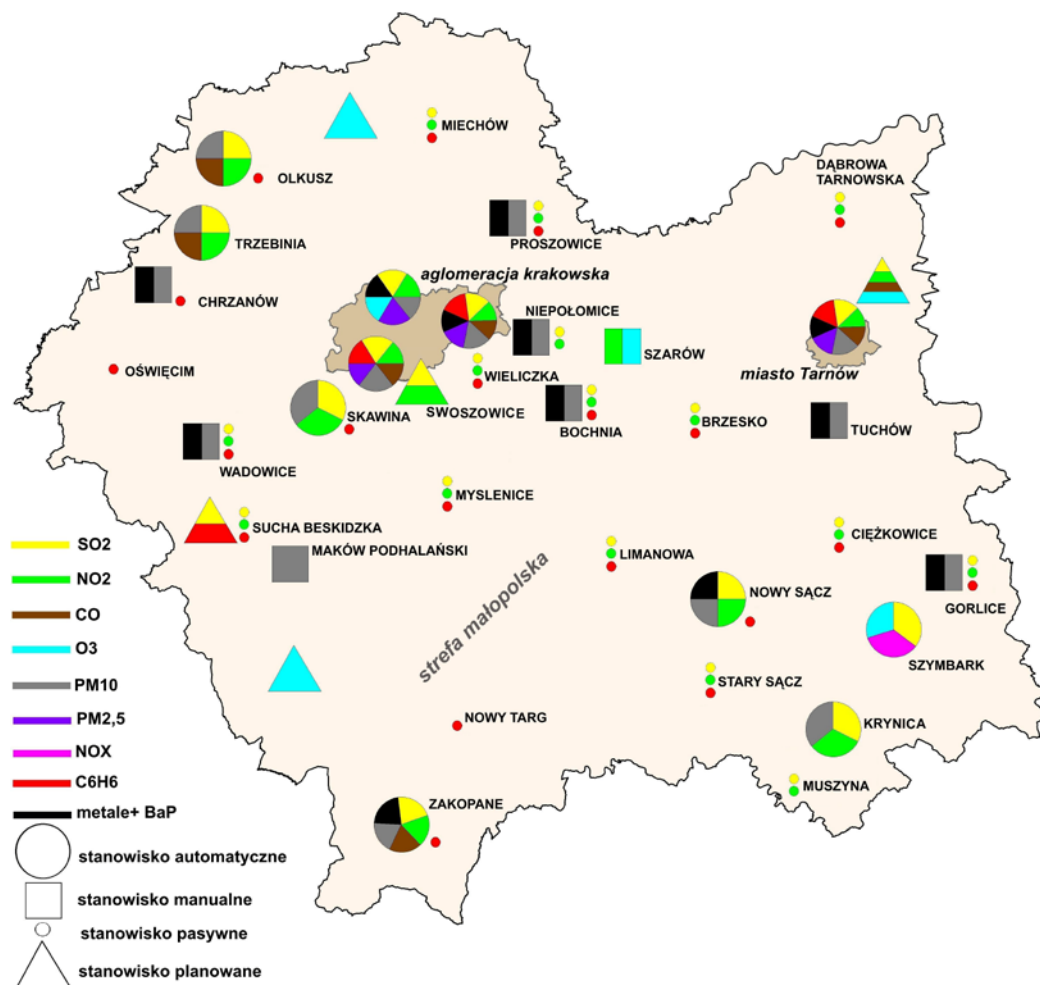 MIECHÓW
DĄBROWA
TARNOWSKA
OLKUSZ
TRZEBINIA
PROSZOWICE
aglomeracja krakowska
CHRZANÓW
NIEPOŁOMICE
SZARÓW
OŚWIĘCIM
WIELICZKA
miasto Tarnów
SWOSZOWICE
SKAWINA
BOCHNIA
BRZESKO
TUCHÓW
WADOWICE
MYSLENICE
SUCHA BESKIDZKA
CIĘŻKOWICE
MAKÓW PODHALAŃSKI
LIMANOWA
NOWY SĄCZ
GORLICE
strefa małopolska
SZYMBARK
STARY SĄCZ
NOWY TARG
KRYNICA
MUSZYNA
ZAKOPANE
SO2
NO2
CO
O3
PM10
PM2,5
NOX
C6H6
metale+ BaP
stanowisko automatyczne
stanowisko manualne
stanowisko pasywne
stanowisko planowane